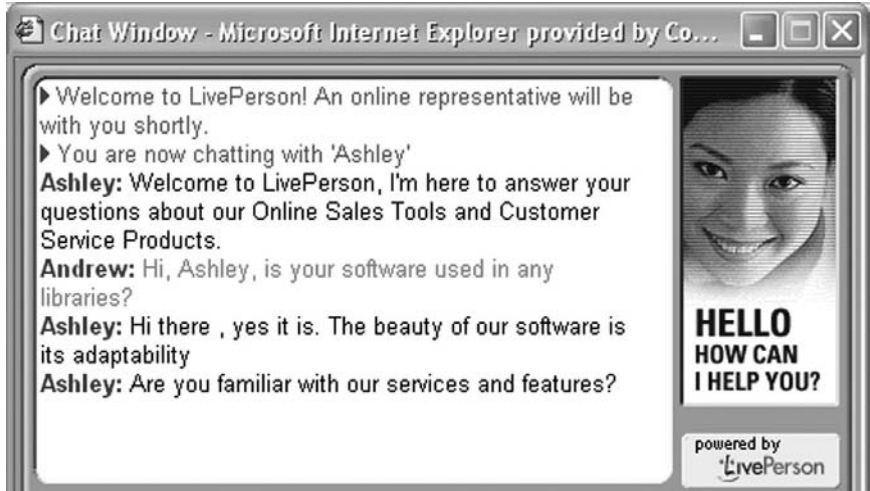 Chat Window - Microsoft Internet Explorer provided by Co...
Welcome to LivePerson! An online representative will be
with you shortly.
You are now chatting with 'Ashley'
Ashley: Welcome to LivePerson, I'm here to answer your
questions about our Online Sales Tools and Customer
Service Products.
Andrew: Hi, Ashley, is your software used in any
libraries?
Ashley: Hi there , yes it is. The beauty of our software is
its adaptability
Ashley: Are you familiar with our services and features?
HELLO
HOW CAN
I HELP YOU?
powered by
LivePerson